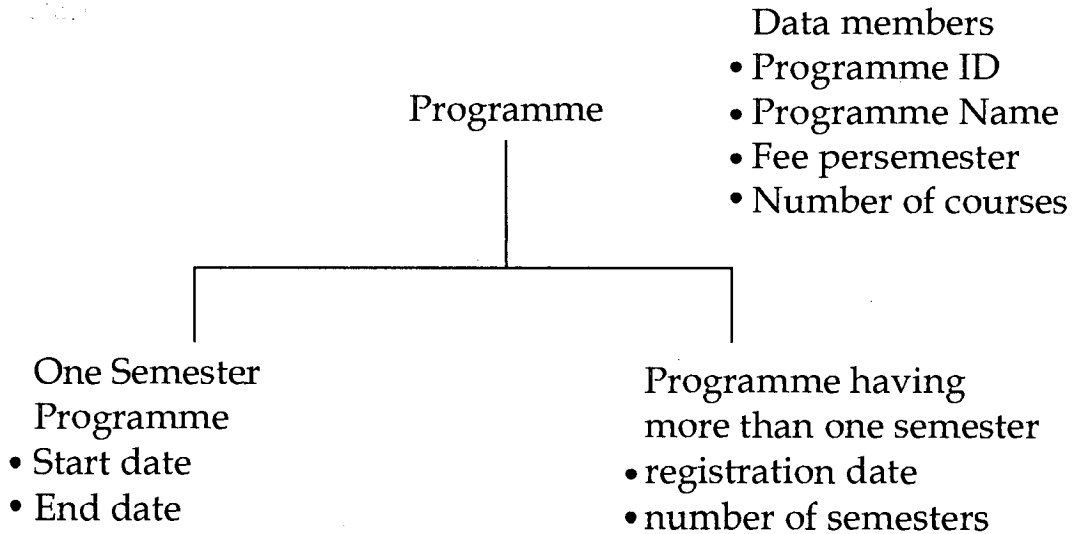 Data members
• Programme ID
Programme
• Programme Name
• Fee persemester
• Number of courses
One Semester
Programme
• Start date
• End date
Programme having
more than one semester
• registration date
• number of semesters